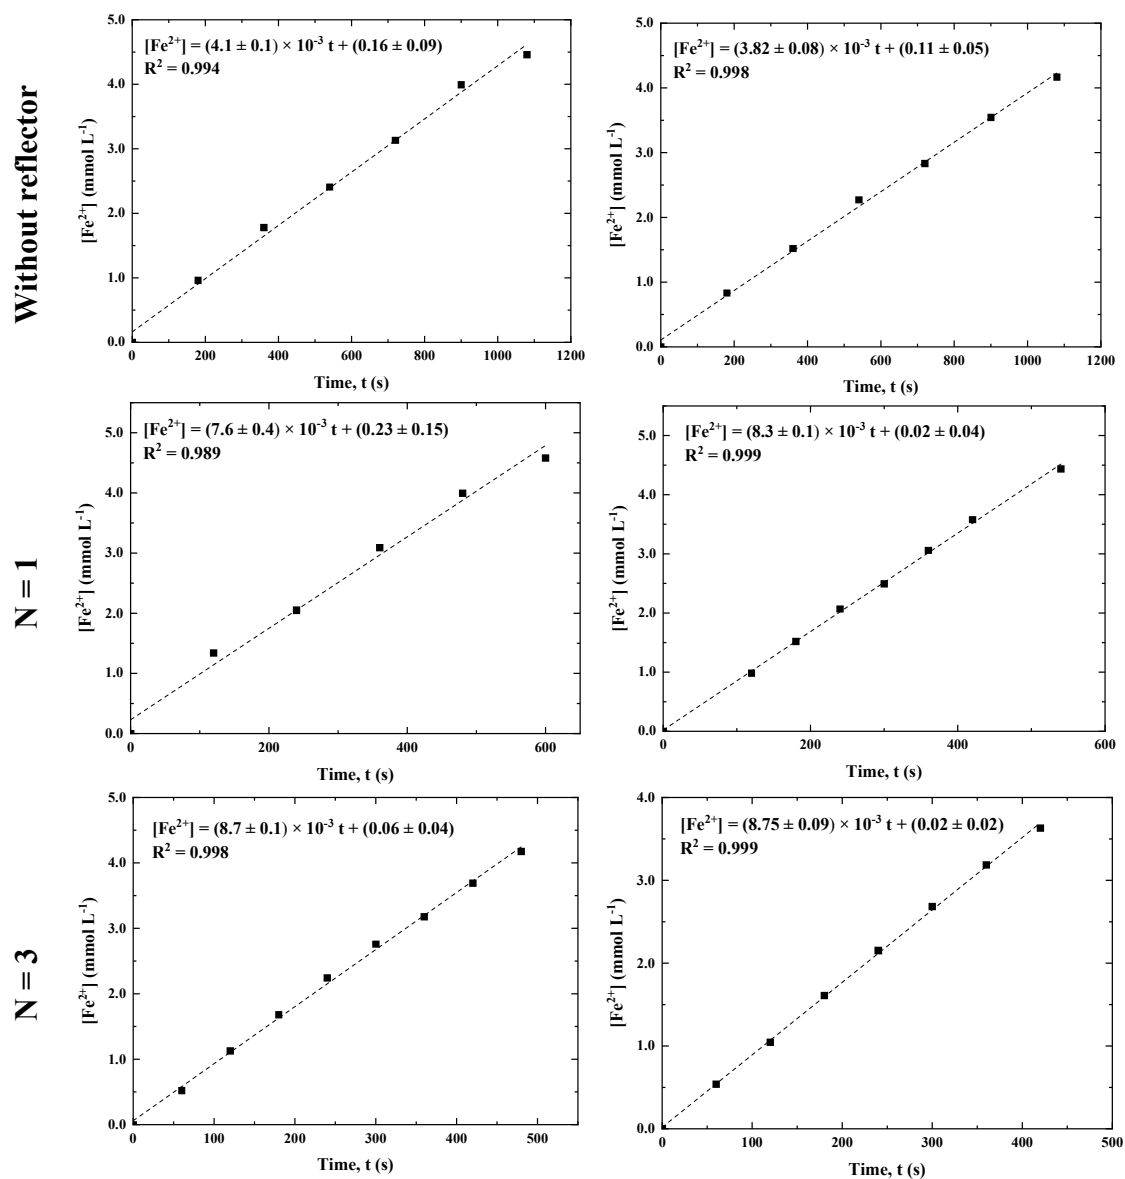 Without reflector
[Fe²⁺] = (4.1 ± 0.1) × 10⁻³ t + (0.16 ± 0.09)
R² = 0.994
[Fe²⁺] (mmol L⁻¹)
5.0
4.0
3.0
2.0
1.0
0.0
0 200 400 600 800 1000 1200
Time, t (s)
[Fe²⁺] = (3.82 ± 0.08) × 10⁻³ t + (0.11 ± 0.05)
R² = 0.998
[Fe²⁺] (mmol L⁻¹)
5.0
4.0
3.0
2.0
1.0
0.0
0 200 400 600 800 1000 1200
Time, t (s)
N = 1
[Fe²⁺] = (7.6 ± 0.4) × 10⁻³ t + (0.23 ± 0.15)
R² = 0.989
[Fe²⁺] (mmol L⁻¹)
5.0
4.0
3.0
2.0
1.0
0.0
0 200 400 600
Time, t (s)
[Fe²⁺] = (8.3 ± 0.1) × 10⁻³ t + (0.02 ± 0.04)
R² = 0.999
[Fe²⁺] (mmol L⁻¹)
5.0
4.0
3.0
2.0
1.0
0.0
0 200 400 600
Time, t (s)
N = 3
[Fe²⁺] = (8.7 ± 0.1) × 10⁻³ t + (0.06 ± 0.04)
R² = 0.998
[Fe²⁺] (mmol L⁻¹)
5.0
4.0
3.0
2.0
1.0
0.0
0 100 200 300 400 500
Time, t (s)
[Fe²⁺] = (8.75 ± 0.09) × 10⁻³ t + (0.02 ± 0.02)
R² = 0.999
[Fe²⁺] (mmol L⁻¹)
4.0
3.0
2.0
1.0
0.0
0 100 200 300 400 500
Time, t (s)